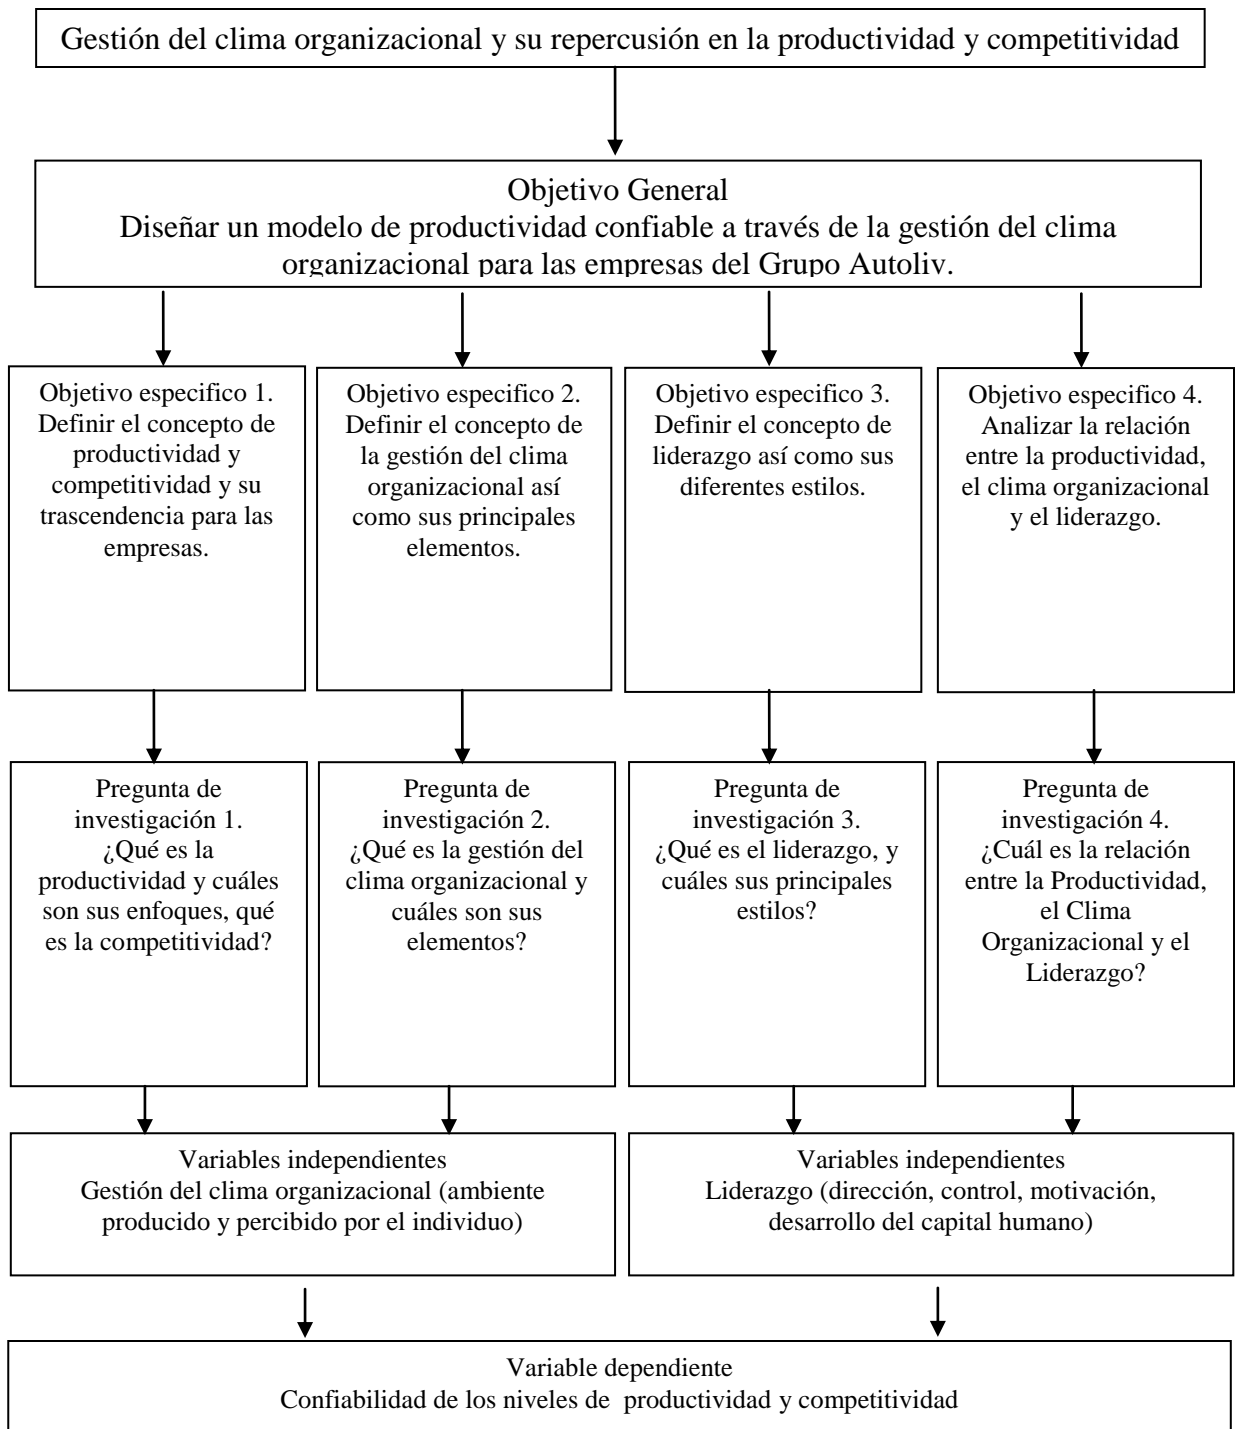 Gestión del clima organizacional y su repercusión en la productividad y competitividad
Objetivo General
Diseñar un modelo de productividad confiable a través de la gestión del clima
organizacional para las empresas del Grupo Autoliv.
Objetivo especifico 1.
Definir el concepto de
productividad y
competitividad y su
trascendencia para las
empresas.
Objetivo especifico 2.
Definir el concepto de
la gestión del clima
organizacional así
como sus principales
elementos.
Objetivo especifico 3.
Definir el concepto de
liderazgo así como sus
diferentes estilos.
Objetivo especifico 4.
Analizar la relación
entre la productividad,
el clima organizacional
y el liderazgo.
Pregunta de
investigación 1.
¿Qué es la
productividad y cuáles
son sus enfoques, qué
es la competitividad?
Pregunta de
investigación 2.
¿Qué es la gestión del
clima organizacional y
cuáles son sus
elementos?
Pregunta de
investigación 3.
¿Qué es el liderazgo, y
cuáles sus principales
estilos?
Pregunta de
investigación 4.
¿Cuál es la relación
entre la Productividad,
el Clima
Organizacional y el
Liderazgo?
Variables independientes
Gestión del clima organizacional (ambiente
producido y percibido por el individuo)
Variables independientes
Liderazgo (dirección, control, motivación,
desarrollo del capital humano)
Variable dependiente
Confiabilidad de los niveles de  productividad y competitividad